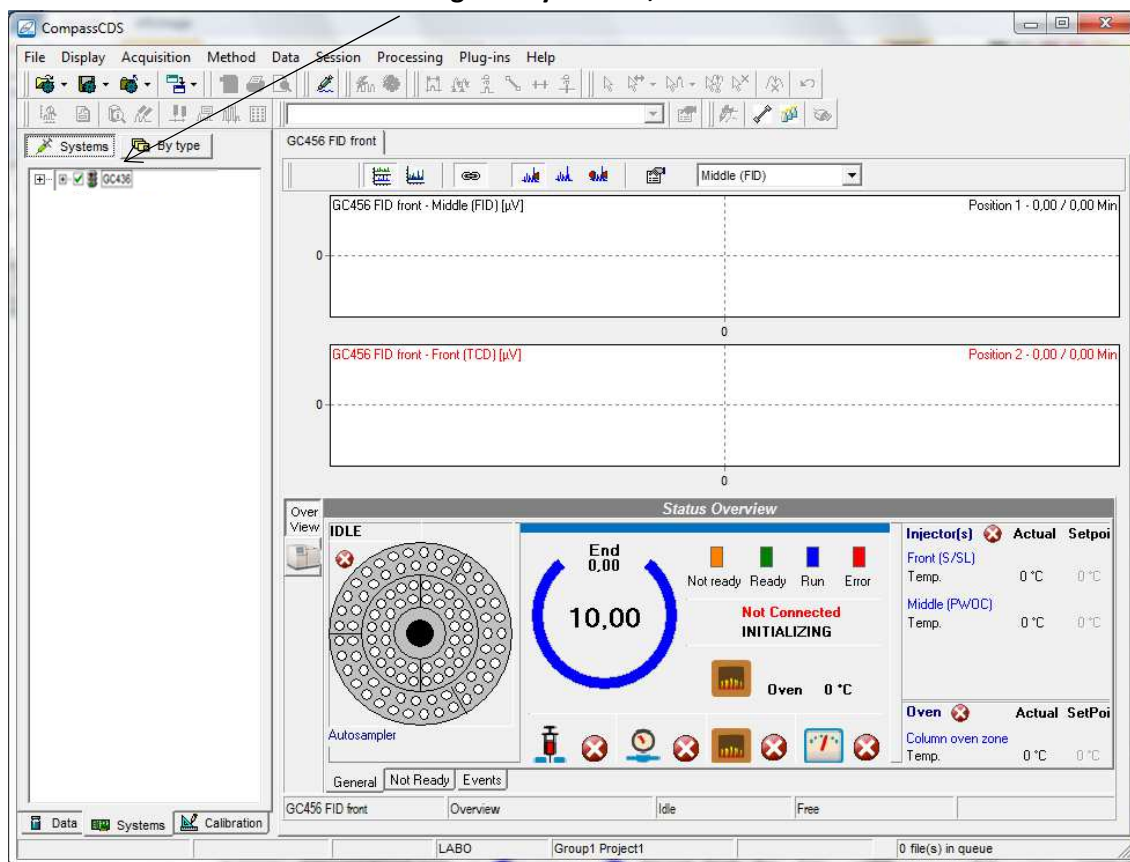 CompassCDS
File Display Acquisition Method Data Session Processing Plug-ins Help
Systems By type
GC436
GC456 FID front
Middle (FID)
GC456 FID front - Middle (FID) [µV] Position 1 - 0,00 / 0,00 Min
0
0
GC456 FID front - Front (TCD) [µV] Position 2 - 0,00 / 0,00 Min
0
0
Status Overview
Over
View
IDLE
Autosampler
End
0,00
10,00
Not ready Ready Run Error
Not Connected
INITIALIZING
Oven 0 °C
Injector(s) Actual Setpoi
Front (S/SL)
Temp. 0 °C 0 °C
Middle (PWOC)
Temp. 0 °C 0 °C
Oven Actual SetPoi
Column oven zone
Temp. 0 °C 0 °C
General Not Ready Events
GC456 FID front Overview Idle Free
Data Systems Calibration
LABO Group1 Project1 0 file(s) in queue